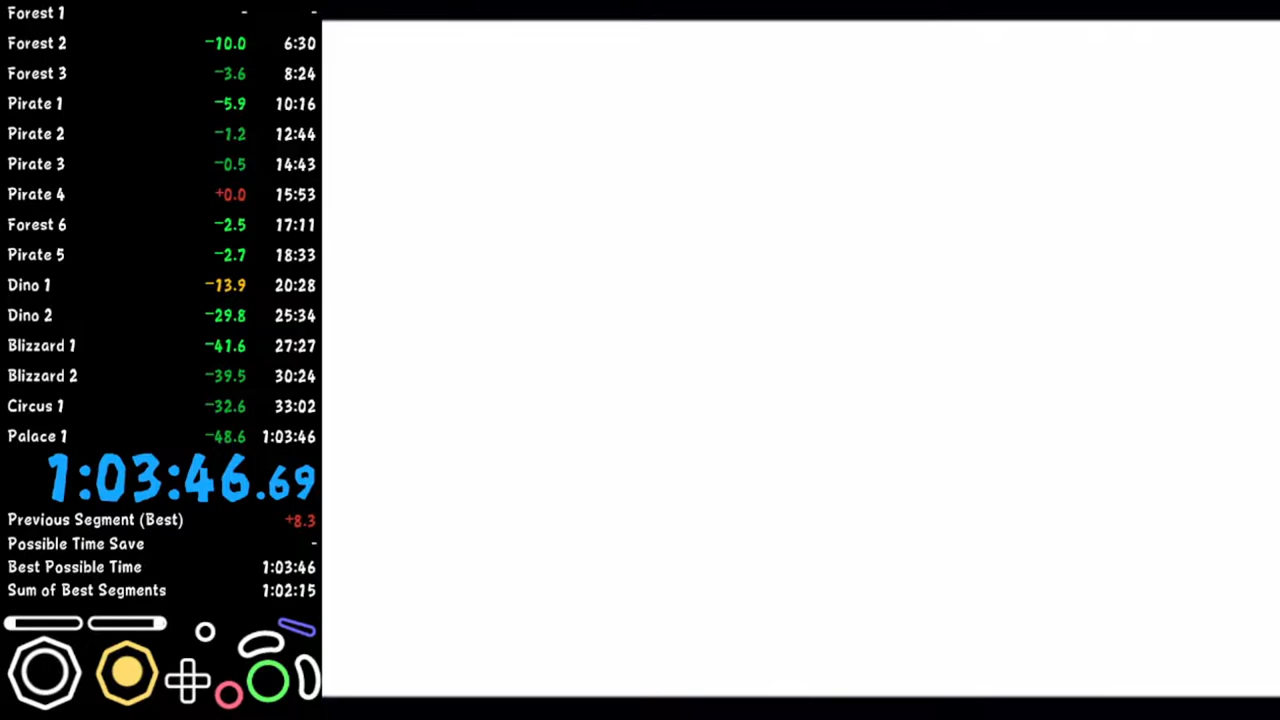 Forest 1 - -
Forest 2 -10.0 6:30
Forest 3 -3.6 8:24
Pirate 1 -5.9 10:16
Pirate 2 -1.2 12:44
Pirate 3 -0.5 14:43
Pirate 4 +0.0 15:53
Forest 6 -2.5 17:11
Pirate 5 -2.7 18:33
Dino 1 -13.9 20:28
Dino 2 -29.8 25:34
Blizzard 1 -41.6 27:27
Blizzard 2 -39.5 30:24
Circus 1 -32.6 33:02
Palace 1 -48.6 1:03:46
1:03:46.69
Previous Segment (Best) +8.3
Possible Time Save -
Best Possible Time 1:03:46
Sum of Best Segments 1:02:15